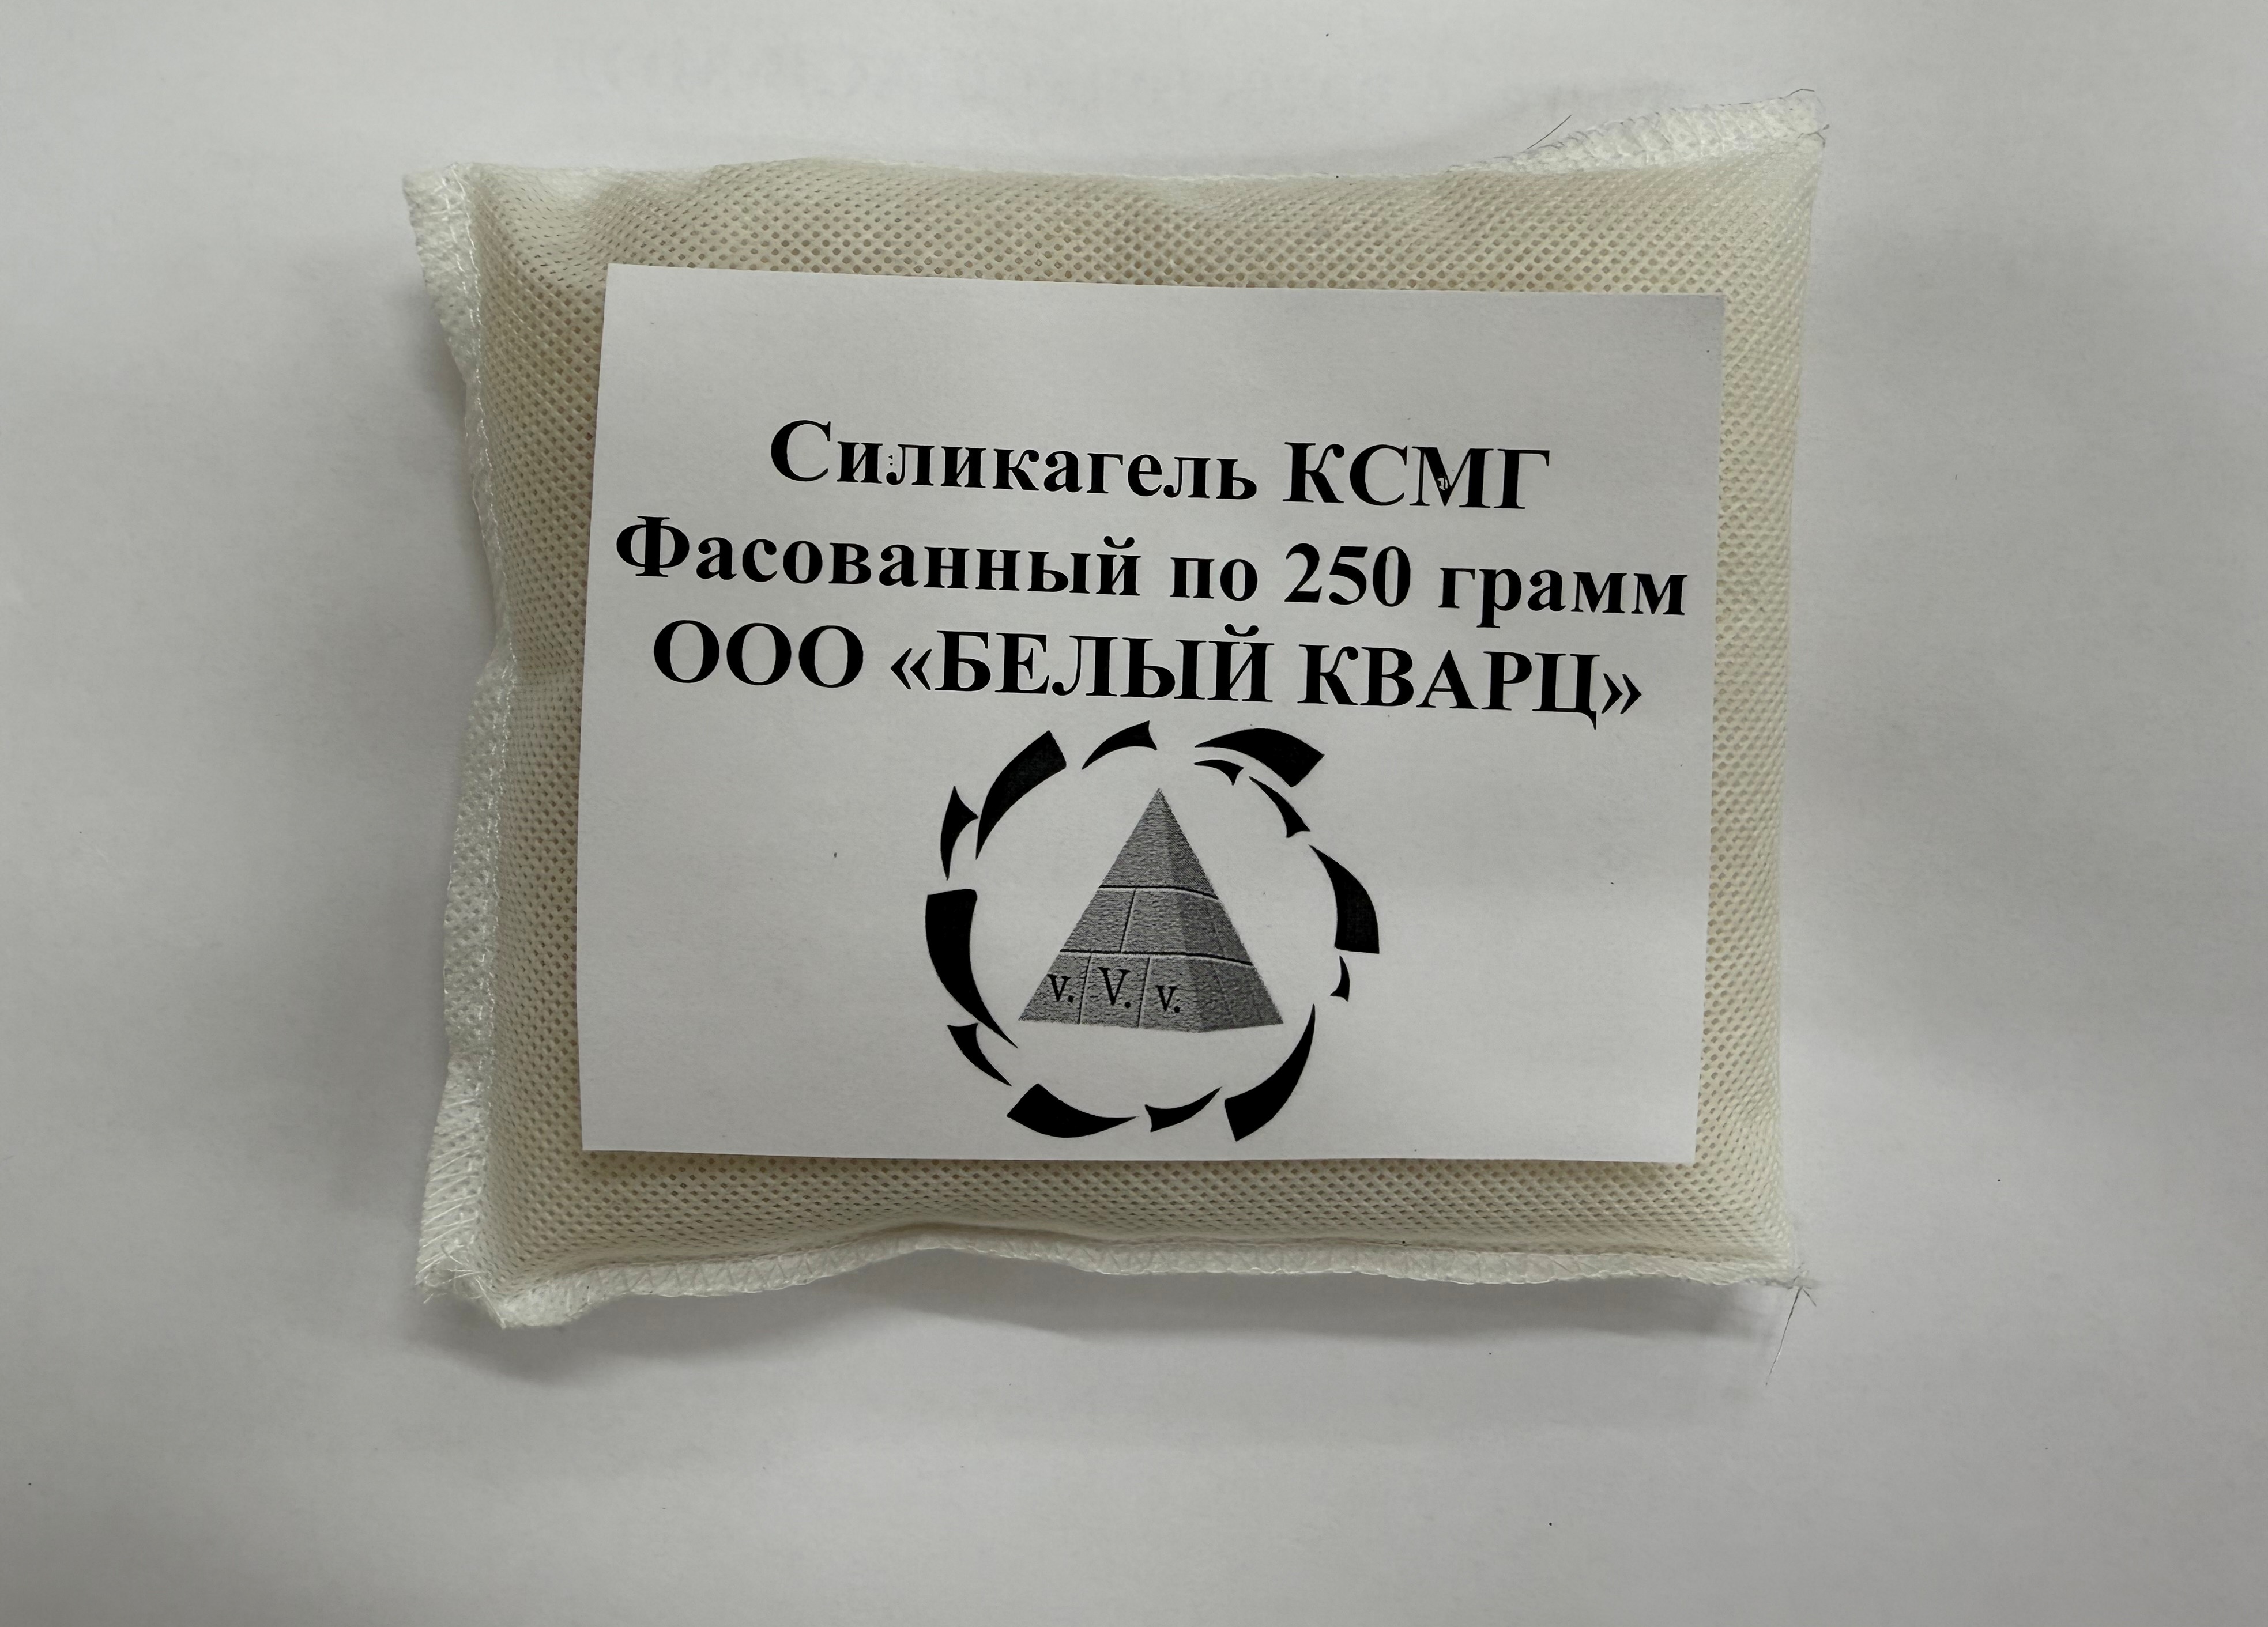 Силикагель КСМГ
Фасованный по 250 грамм
ООО «БЕЛЫЙ КВАРЦ»
v. V. v.